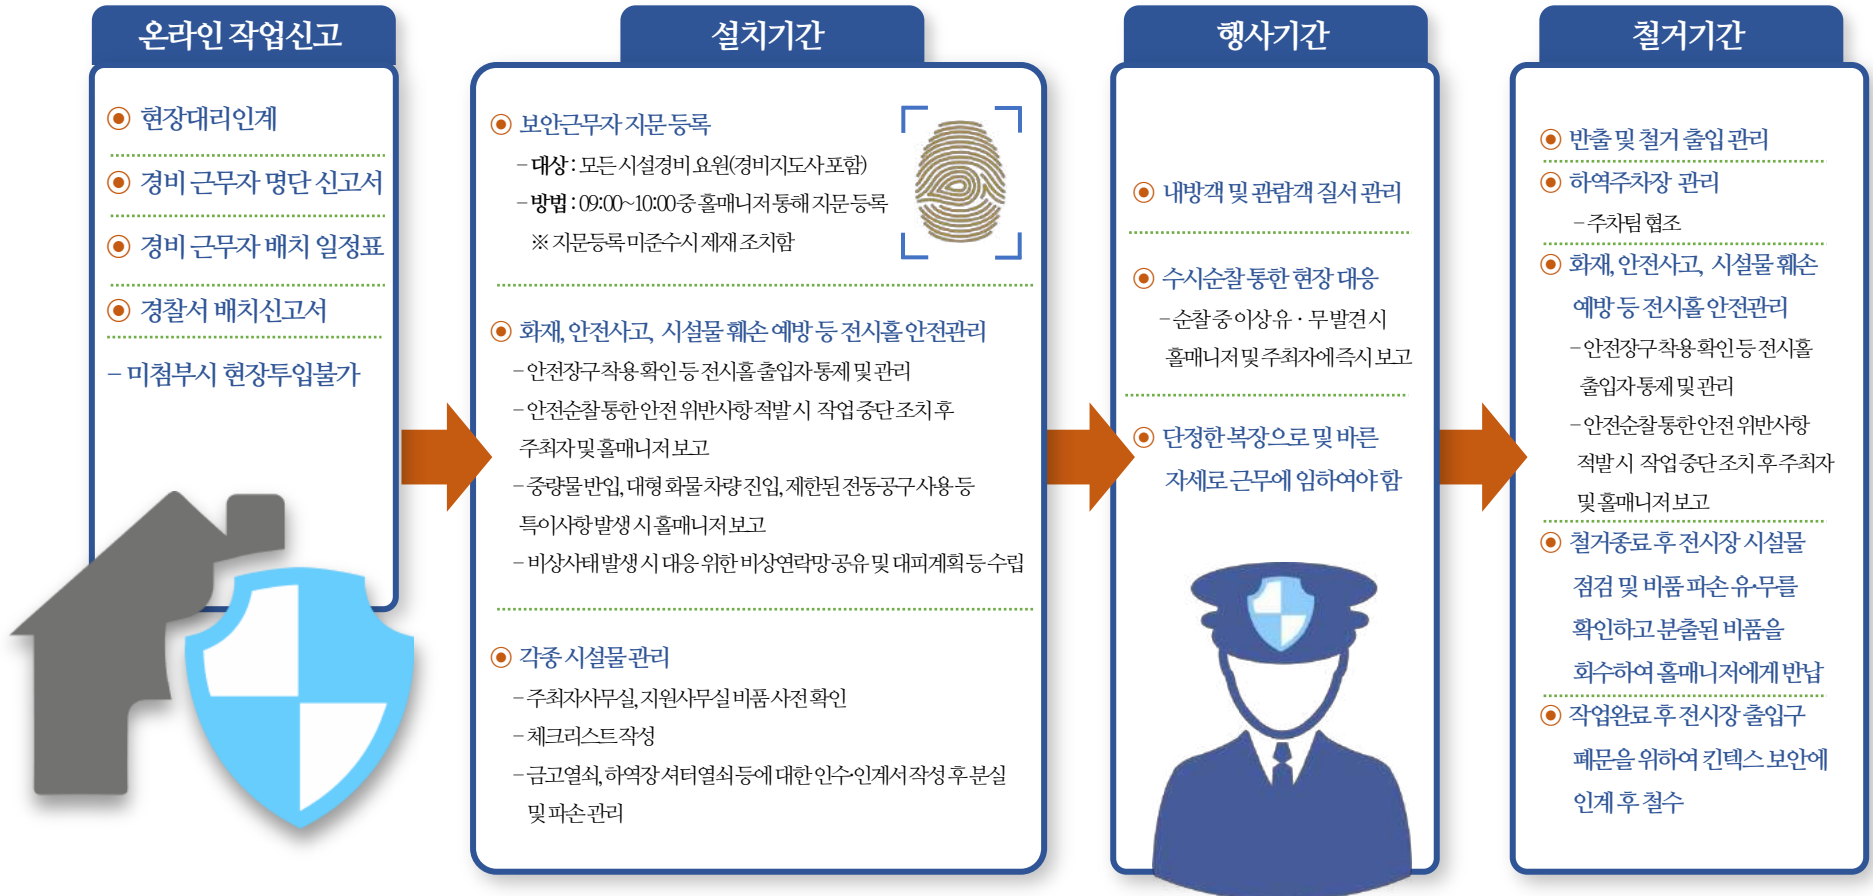 온라인 작업신고
현장대리인계
경비 근무자 명단 신고서
경비 근무자 배치 일정표
경찰서 배치신고서
– 미첨부시 현장투입불가
설치기간
보안근무자 지문 등록
– 대상 : 모든 시설경비 요원(경비지도사 포함)
– 방법 : 09:00~10:00 중 홀매니저 통해 지문 등록
※ 지문등록 미준수시 제재 조치함
화재, 안전사고, 시설물 훼손 예방 등 전시홀 안전관리
– 안전장구 착용 확인 등 전시홀 출입자 통제 및 관리
– 안전순찰 통한 안전 위반사항 적발 시 작업 중단 조치 후
주최자 및 홀매니저 보고
– 중량물 반입, 대형 화물차량 진입, 제한된 전동공구 사용 등
특이사항 발생 시 홀매니저 보고
– 비상사태 발생 시 대응 위한 비상연락망 공유 및 대피계획 등 수립
각종 시설물 관리
– 주최자사무실, 지원사무실 비품 사전 확인
– 체크리스트 작성
– 금고열쇠, 하역장 셔터열쇠 등에 대한 인수·인계서 작성 후 분실
및 파손 관리
행사기간
내방객 및 관람객 질서 관리
수시순찰 통한 현장 대응
– 순찰 중 이상 유 · 무 발견 시
홀매니저 및 주최자에 즉시 보고
단정한 복장으로 및 바른
자세로 근무에 임하여야 함
철거기간
반출 및 철거 출입 관리
하역주차장 관리
– 주차팀 협조
화재, 안전사고, 시설물 훼손
예방 등 전시홀 안전관리
– 안전장구 착용 확인 등 전시홀
출입자 통제 및 관리
– 안전순찰 통한 안전 위반사항
적발 시 작업 중단 조치 후 주최자
및 홀매니저 보고
철거종료 후 전시장 시설물
점검 및 비품 파손 유·무를
확인하고 분출된 비품을
회수하여 홀매니저에게 반납
작업완료 후 전시장 출입구
폐문을 위하여 킨텍스 보안에
인계 후 철수